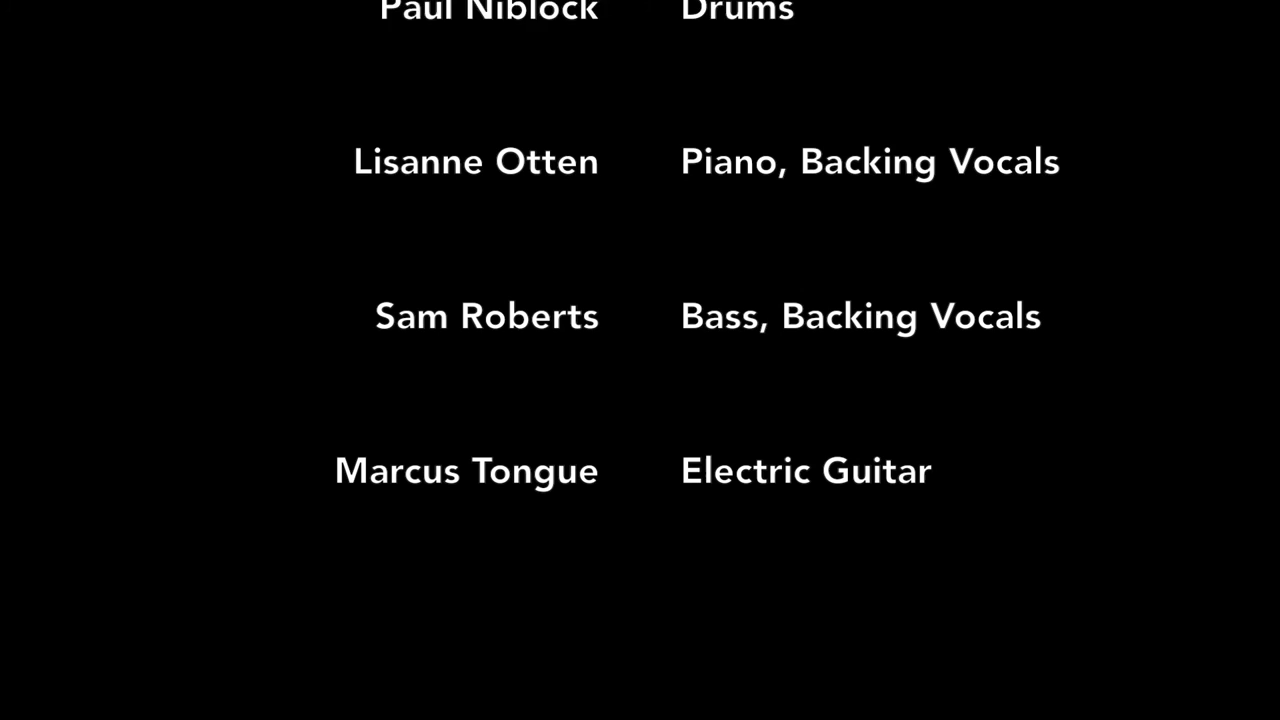 Paul Niblock Drums
Lisanne Otten Piano, Backing Vocals
Sam Roberts Bass, Backing Vocals
Marcus Tongue Electric Guitar